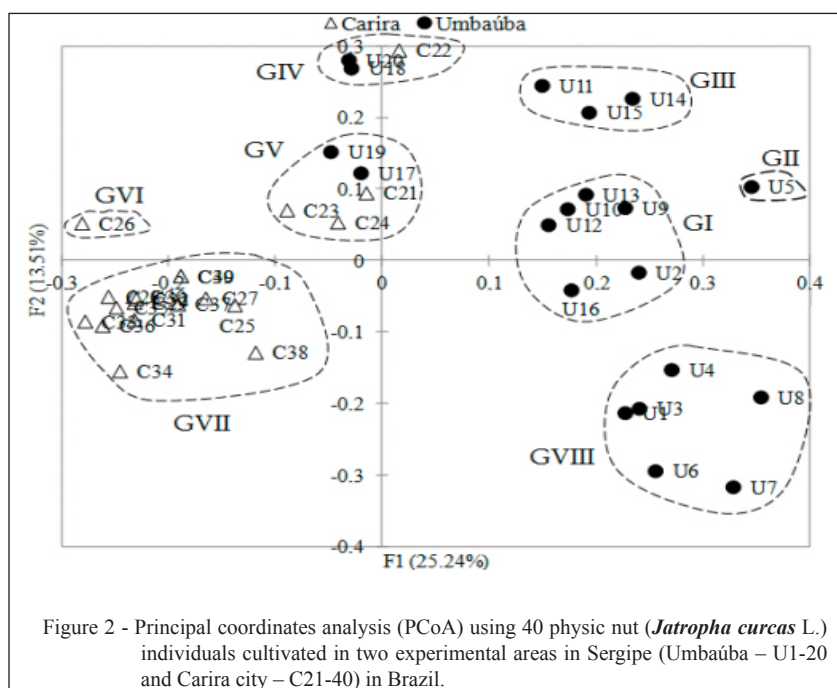 Carira Umbaúba
0.3
U20
C22
GIV
U18
U11
U14
GIII
U15
0.2
GV
U19
U17
GII
0.1
C21
U5
GVI
C23
C24
U13
U10
U9
GI
U12
C26
-0.3
-0.1
0
0.1
0.2
0.3
0.4
U2
U16
C27
C37
C25
C31
C36
-0.1
C38
C34
GVII
U4
U8
-0.2
U3
U1
GVIII
-0.3
U6
U7
-0.4
F1 (25.24%)
F2 (13.51%)
Figure 2 - Principal coordinates analysis (PCoA) using 40 physic nut (Jatropha curcas L.)
individuals cultivated in two experimental areas in Sergipe (Umbaúba – U1-20
and Carira city – C21-40) in Brazil.